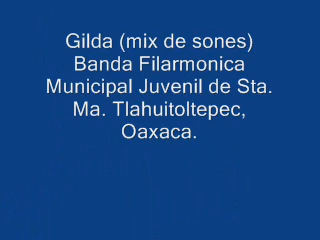 Gilda (mix de sones)
Banda Filarmonica
Municipal Juvenil de Sta.
Ma. Tlahuitoltepec,
Oaxaca.